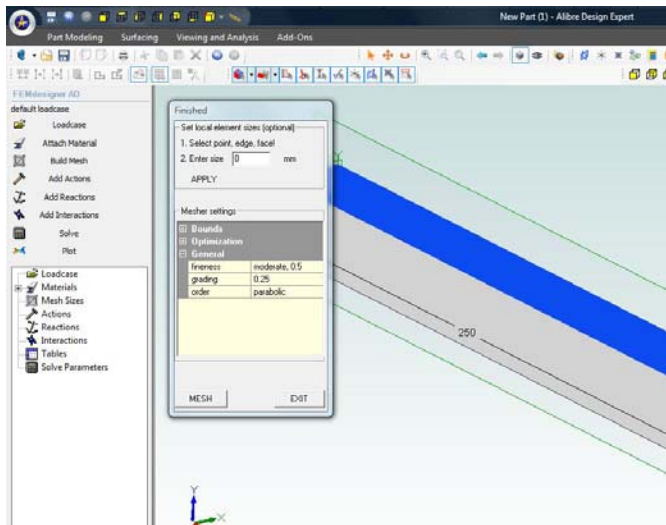 New Part (1) - Alibre Design Expert
Part Modeling Surfacing Viewing and Analysis Add-Ons
FEMdesigner AD
default loadcase
Loadcase
Attach Material
Build Mesh
Add Actions
Add Reactions
Add Interactions
Solve
Plot
Loadcase
Materials
Mesh Sizes
Actions
Reactions
Interactions
Tables
Solve Parameters
Finished
Set local element sizes (optional)
1. Select point, edge, face!
2. Enter size 0 mm
APPLY
Mesher settings
Bounds
Optimization
General
fineness moderate, 0.5
grading 0.25
order parabolic
MESH EXIT
250
Y
X